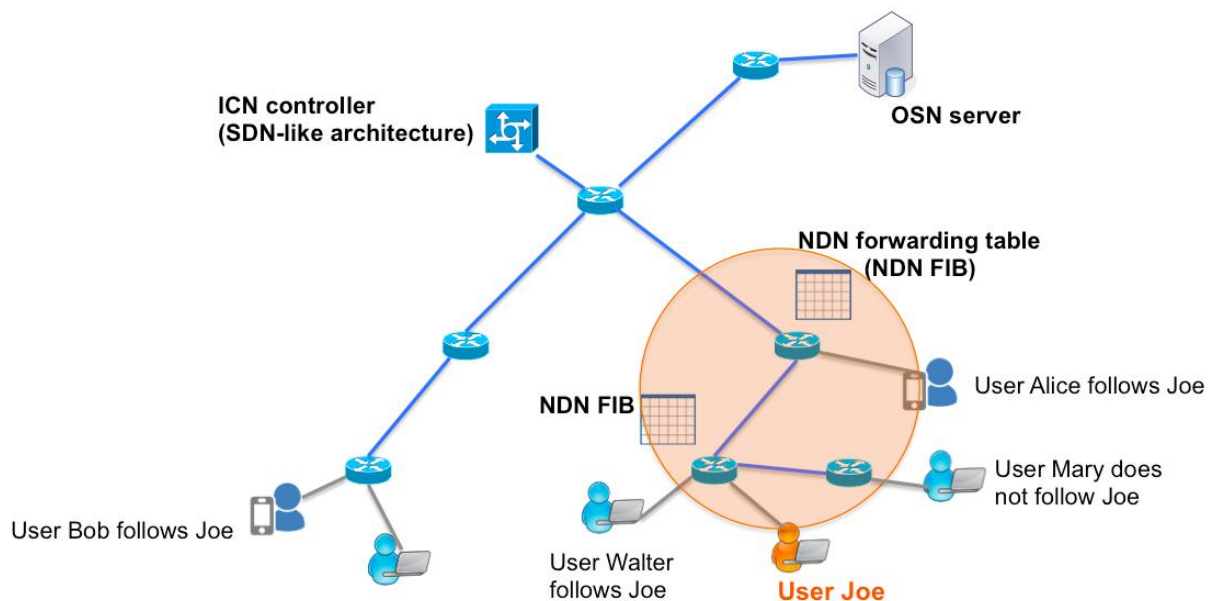 ICN controller
(SDN-like architecture)
OSN server
NDN forwarding table
(NDN FIB)
NDN FIB
User Alice follows Joe
User Mary does
not follow Joe
User Bob follows Joe
User Walter
follows Joe
User Joe